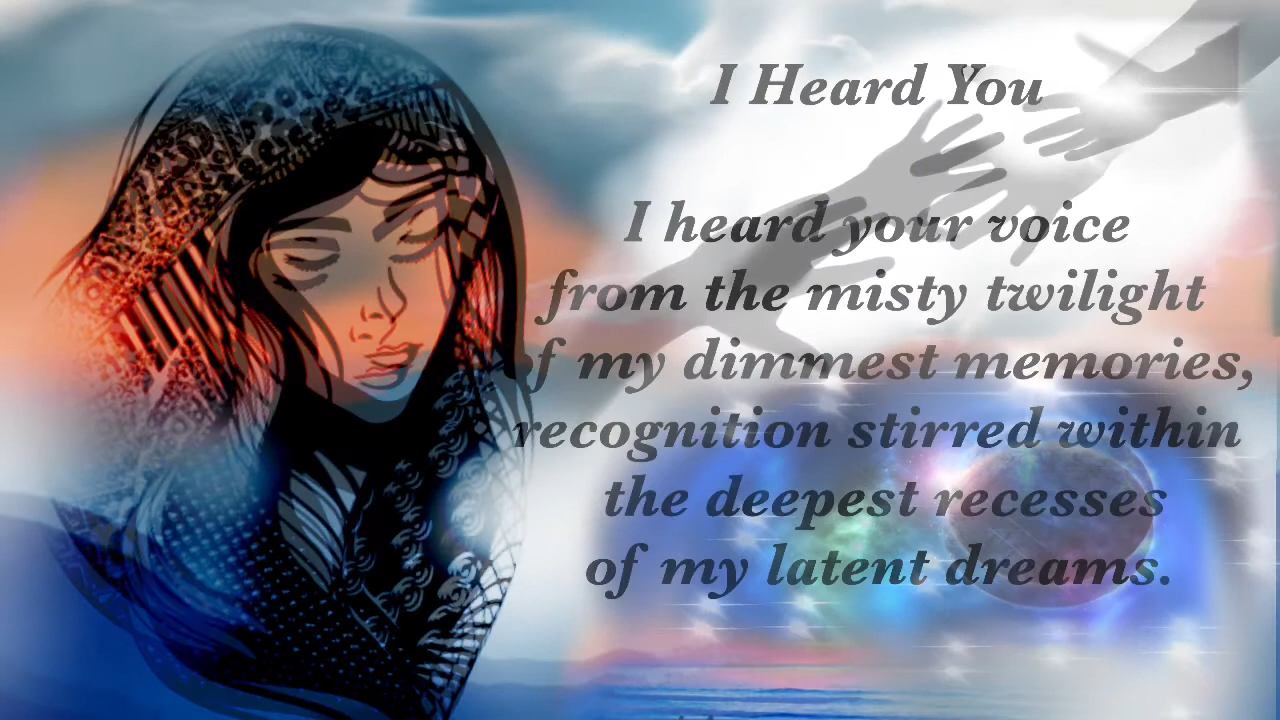 I Heard You
I heard your voice
from the misty twilight
of my dimmest memories,
recognition stirred within
the deepest recesses
of my latent dreams.